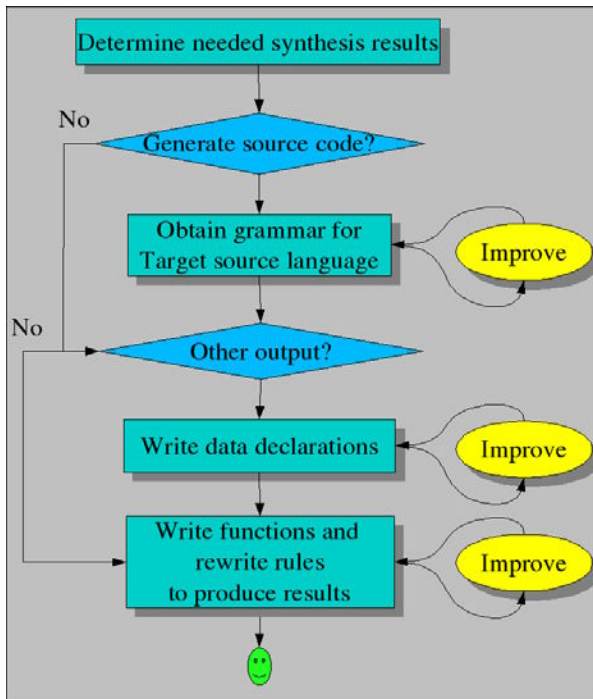 Determine needed synthesis results
No
Generate source code?
Obtain grammar for
Target source language
Improve
No
Other output?
Write data declarations
Improve
Write functions and
rewrite rules
to produce results
Improve